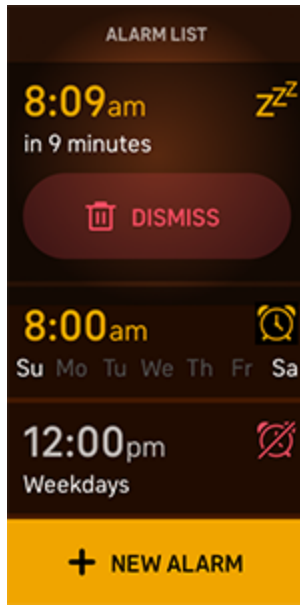 ALARM LIST
8:09am zzz
in 9 minutes
DISMISS
8:00am
Su Mo Tu We Th Fr Sa
12:00pm
Weekdays
+ NEW ALARM